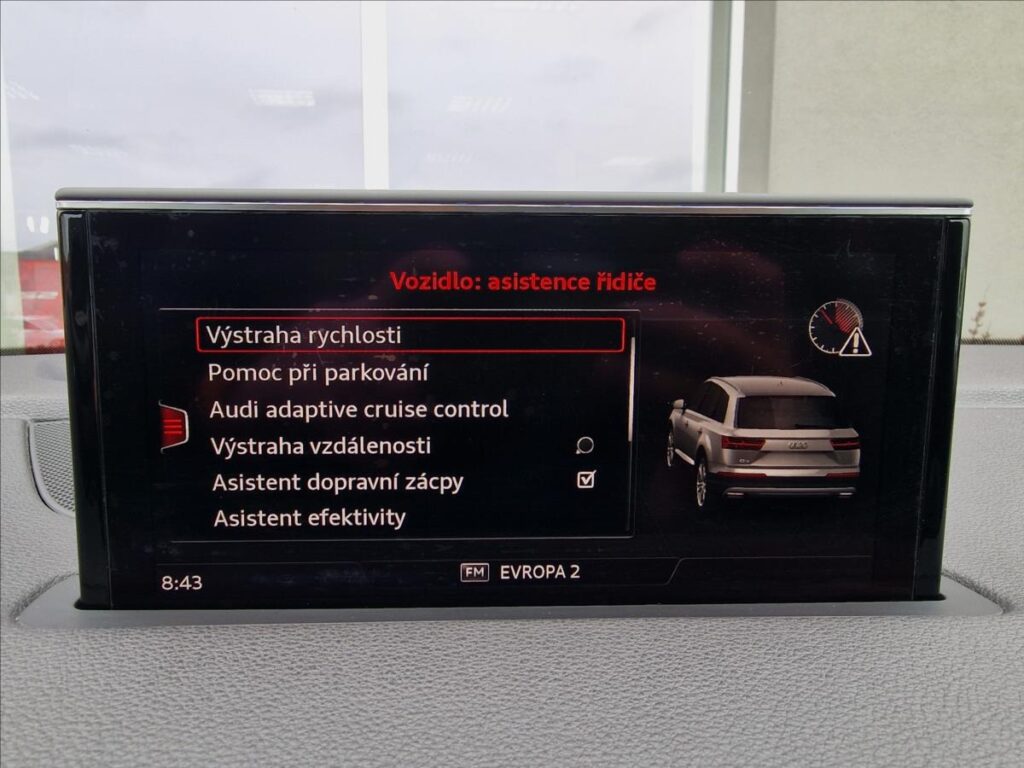 Vozidlo: asistence řidiče
Výstraha rychlosti
Pomoc při parkování
Audi adaptive cruise control
Výstraha vzdálenosti
Asistent dopravní zácpy
Asistent efektivity
8:43
FM EVROPA 2